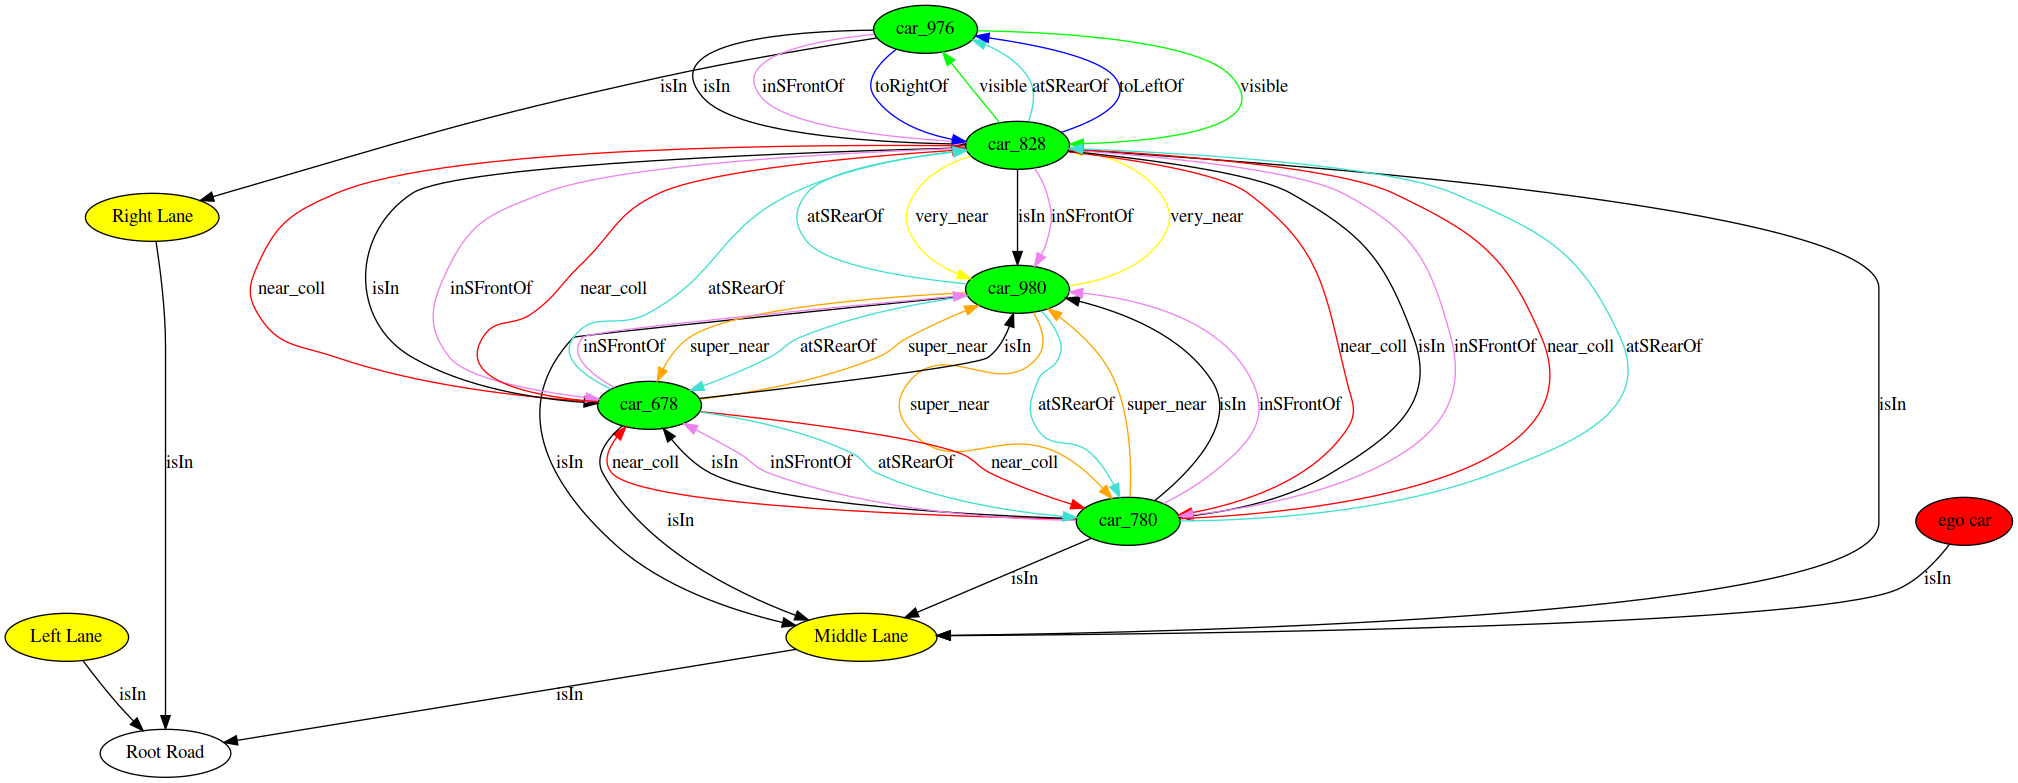 car_976
isIn
isIn
inSFrontOf
toRightOf
visible
atSRearOf
toLeftOf
visible
car_828
Right Lane
atSRearOf
very_near
isIn
inSFrontOf
very_near
near_coll
isIn
inSFrontOf
near_coll
atSRearOf
car_980
inSFrontOf
super_near
atSRearOf
super_near
isIn
near_coll
isIn
inSFrontOf
near_coll
atSRearOf
car_678
super_near
atSRearOf
super_near
isIn
inSFrontOf
isIn
isIn
isIn
near_coll
isIn
inSFrontOf
atSRearOf
near_coll
isIn
car_780
ego car
isIn
isIn
Left Lane
Middle Lane
isIn
isIn
Root Road